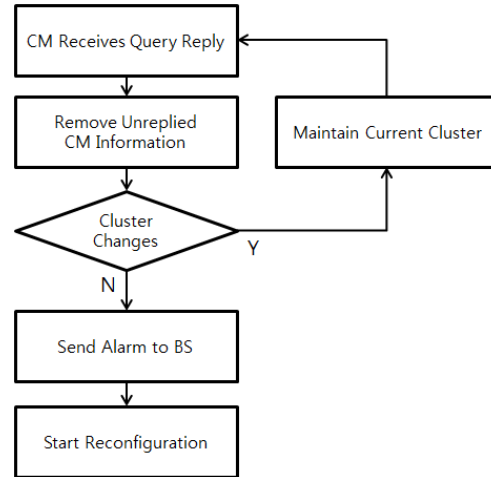 CM Receives Query Reply
Remove Unreplied
CM Information
Maintain Current Cluster
Cluster
Changes
Y
N
Send Alarm to BS
Start Reconfiguration